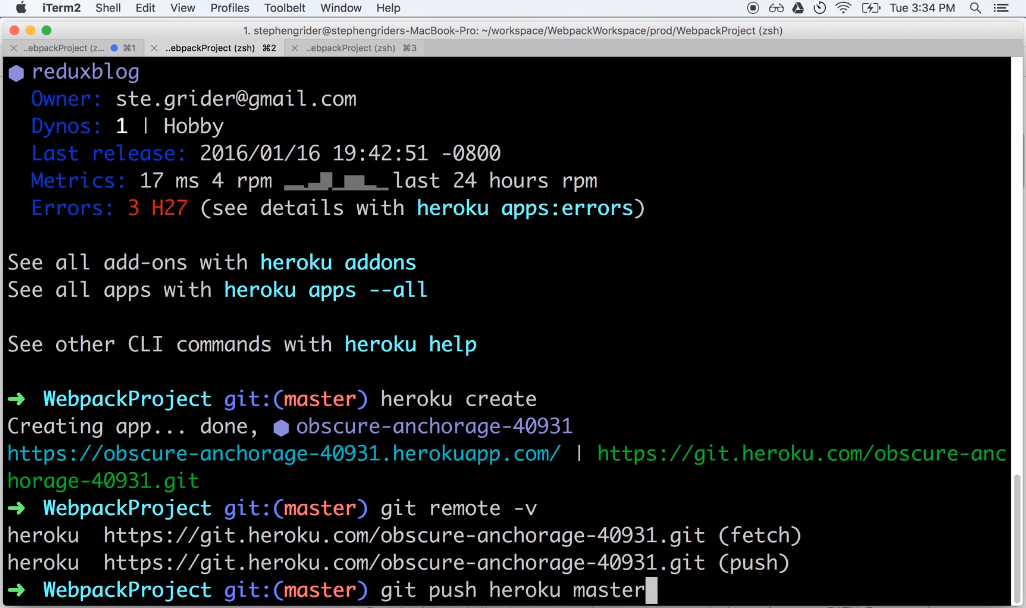 iTerm2 Shell Edit View Profiles Toolbelt Window Help Tue 3:34 PM
1. stephengrider@stephengriders-MacBook-Pro: ~/workspace/WebpackWorkspace/prod/WebpackProject (zsh)
..ebpackProject (z... ⌘1 ..ebpackProject (zsh) ⌘2 ..ebpackProject (zsh) ⌘3
reduxblog
Owner: ste.grider@gmail.com
Dynos: 1 | Hobby
Last release: 2016/01/16 19:42:51 -0800
Metrics: 17 ms 4 rpm last 24 hours rpm
Errors: 3 H27 (see details with heroku apps:errors)
See all add-ons with heroku addons
See all apps with heroku apps --all
See other CLI commands with heroku help
➜ WebpackProject git:(master) heroku create
Creating app... done, ⬢ obscure-anchorage-40931
https://obscure-anchorage-40931.herokuapp.com/ | https://git.heroku.com/obscure-anc
horage-40931.git
➜ WebpackProject git:(master) git remote -v
heroku https://git.heroku.com/obscure-anchorage-40931.git (fetch)
heroku https://git.heroku.com/obscure-anchorage-40931.git (push)
➜ WebpackProject git:(master) git push heroku master